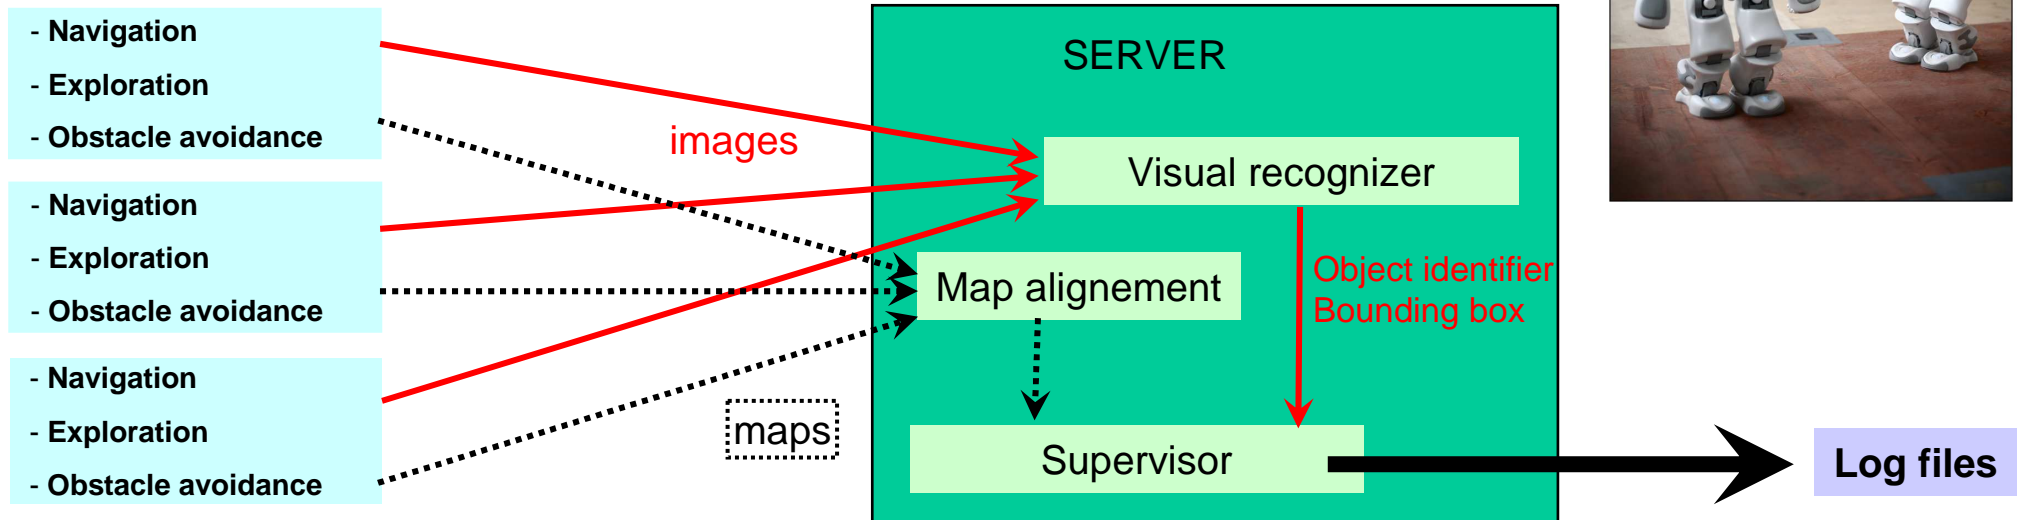 - Navigation
- Exploration
- Obstacle avoidance
- Navigation
- Exploration
- Obstacle avoidance
- Navigation
- Exploration
- Obstacle avoidance
images
maps
SERVER
Visual recognizer
Map alignement
Object identifier
Bounding box
Supervisor
Log files